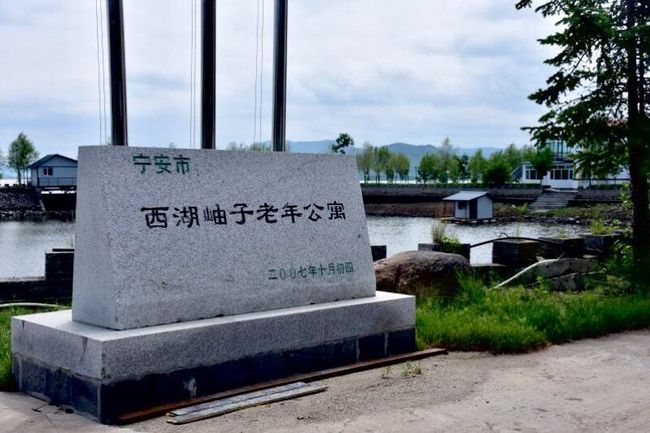 宁安市
西湖岫子老年公寓
二00七年十月初四